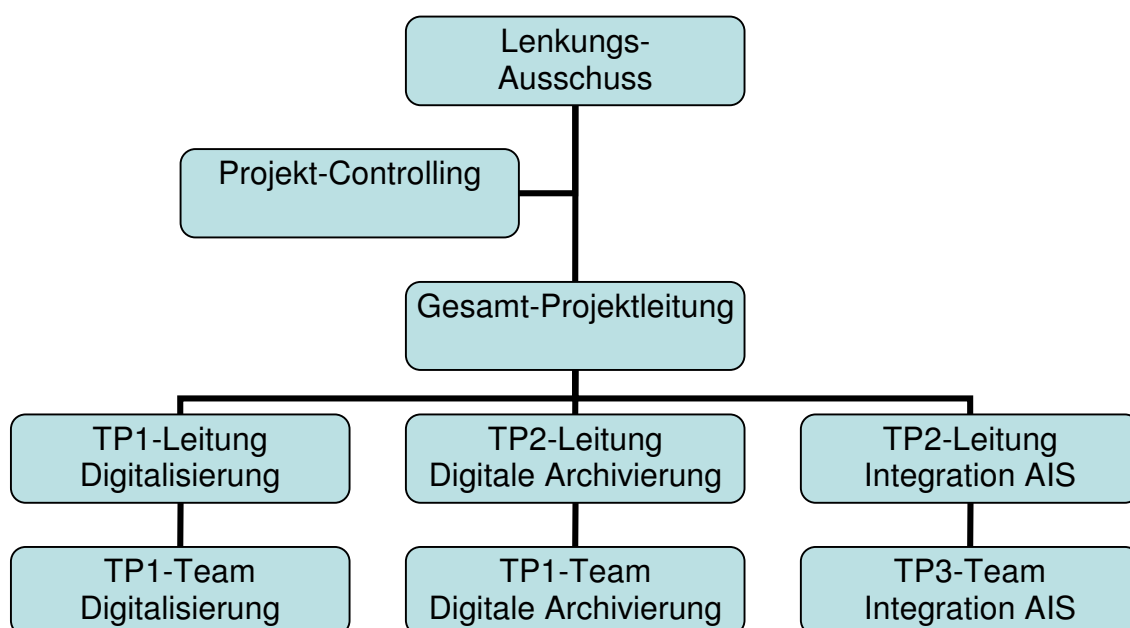 Lenkungs-
Ausschuss
Projekt-Controlling
Gesamt-Projektleitung
TP1-Leitung
Digitalisierung
TP2-Leitung
Digitale Archivierung
TP2-Leitung
Integration AIS
TP1-Team
Digitalisierung
TP1-Team
Digitale Archivierung
TP3-Team
Integration AIS